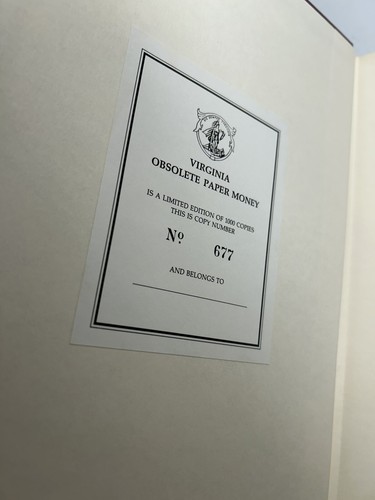 VIRGINIA
OBSOLETE PAPER MONEY
IS A LIMITED EDITION OF 1000 COPIES
THIS IS COPY NUMBER
Nº. 677
AND BELONGS TO